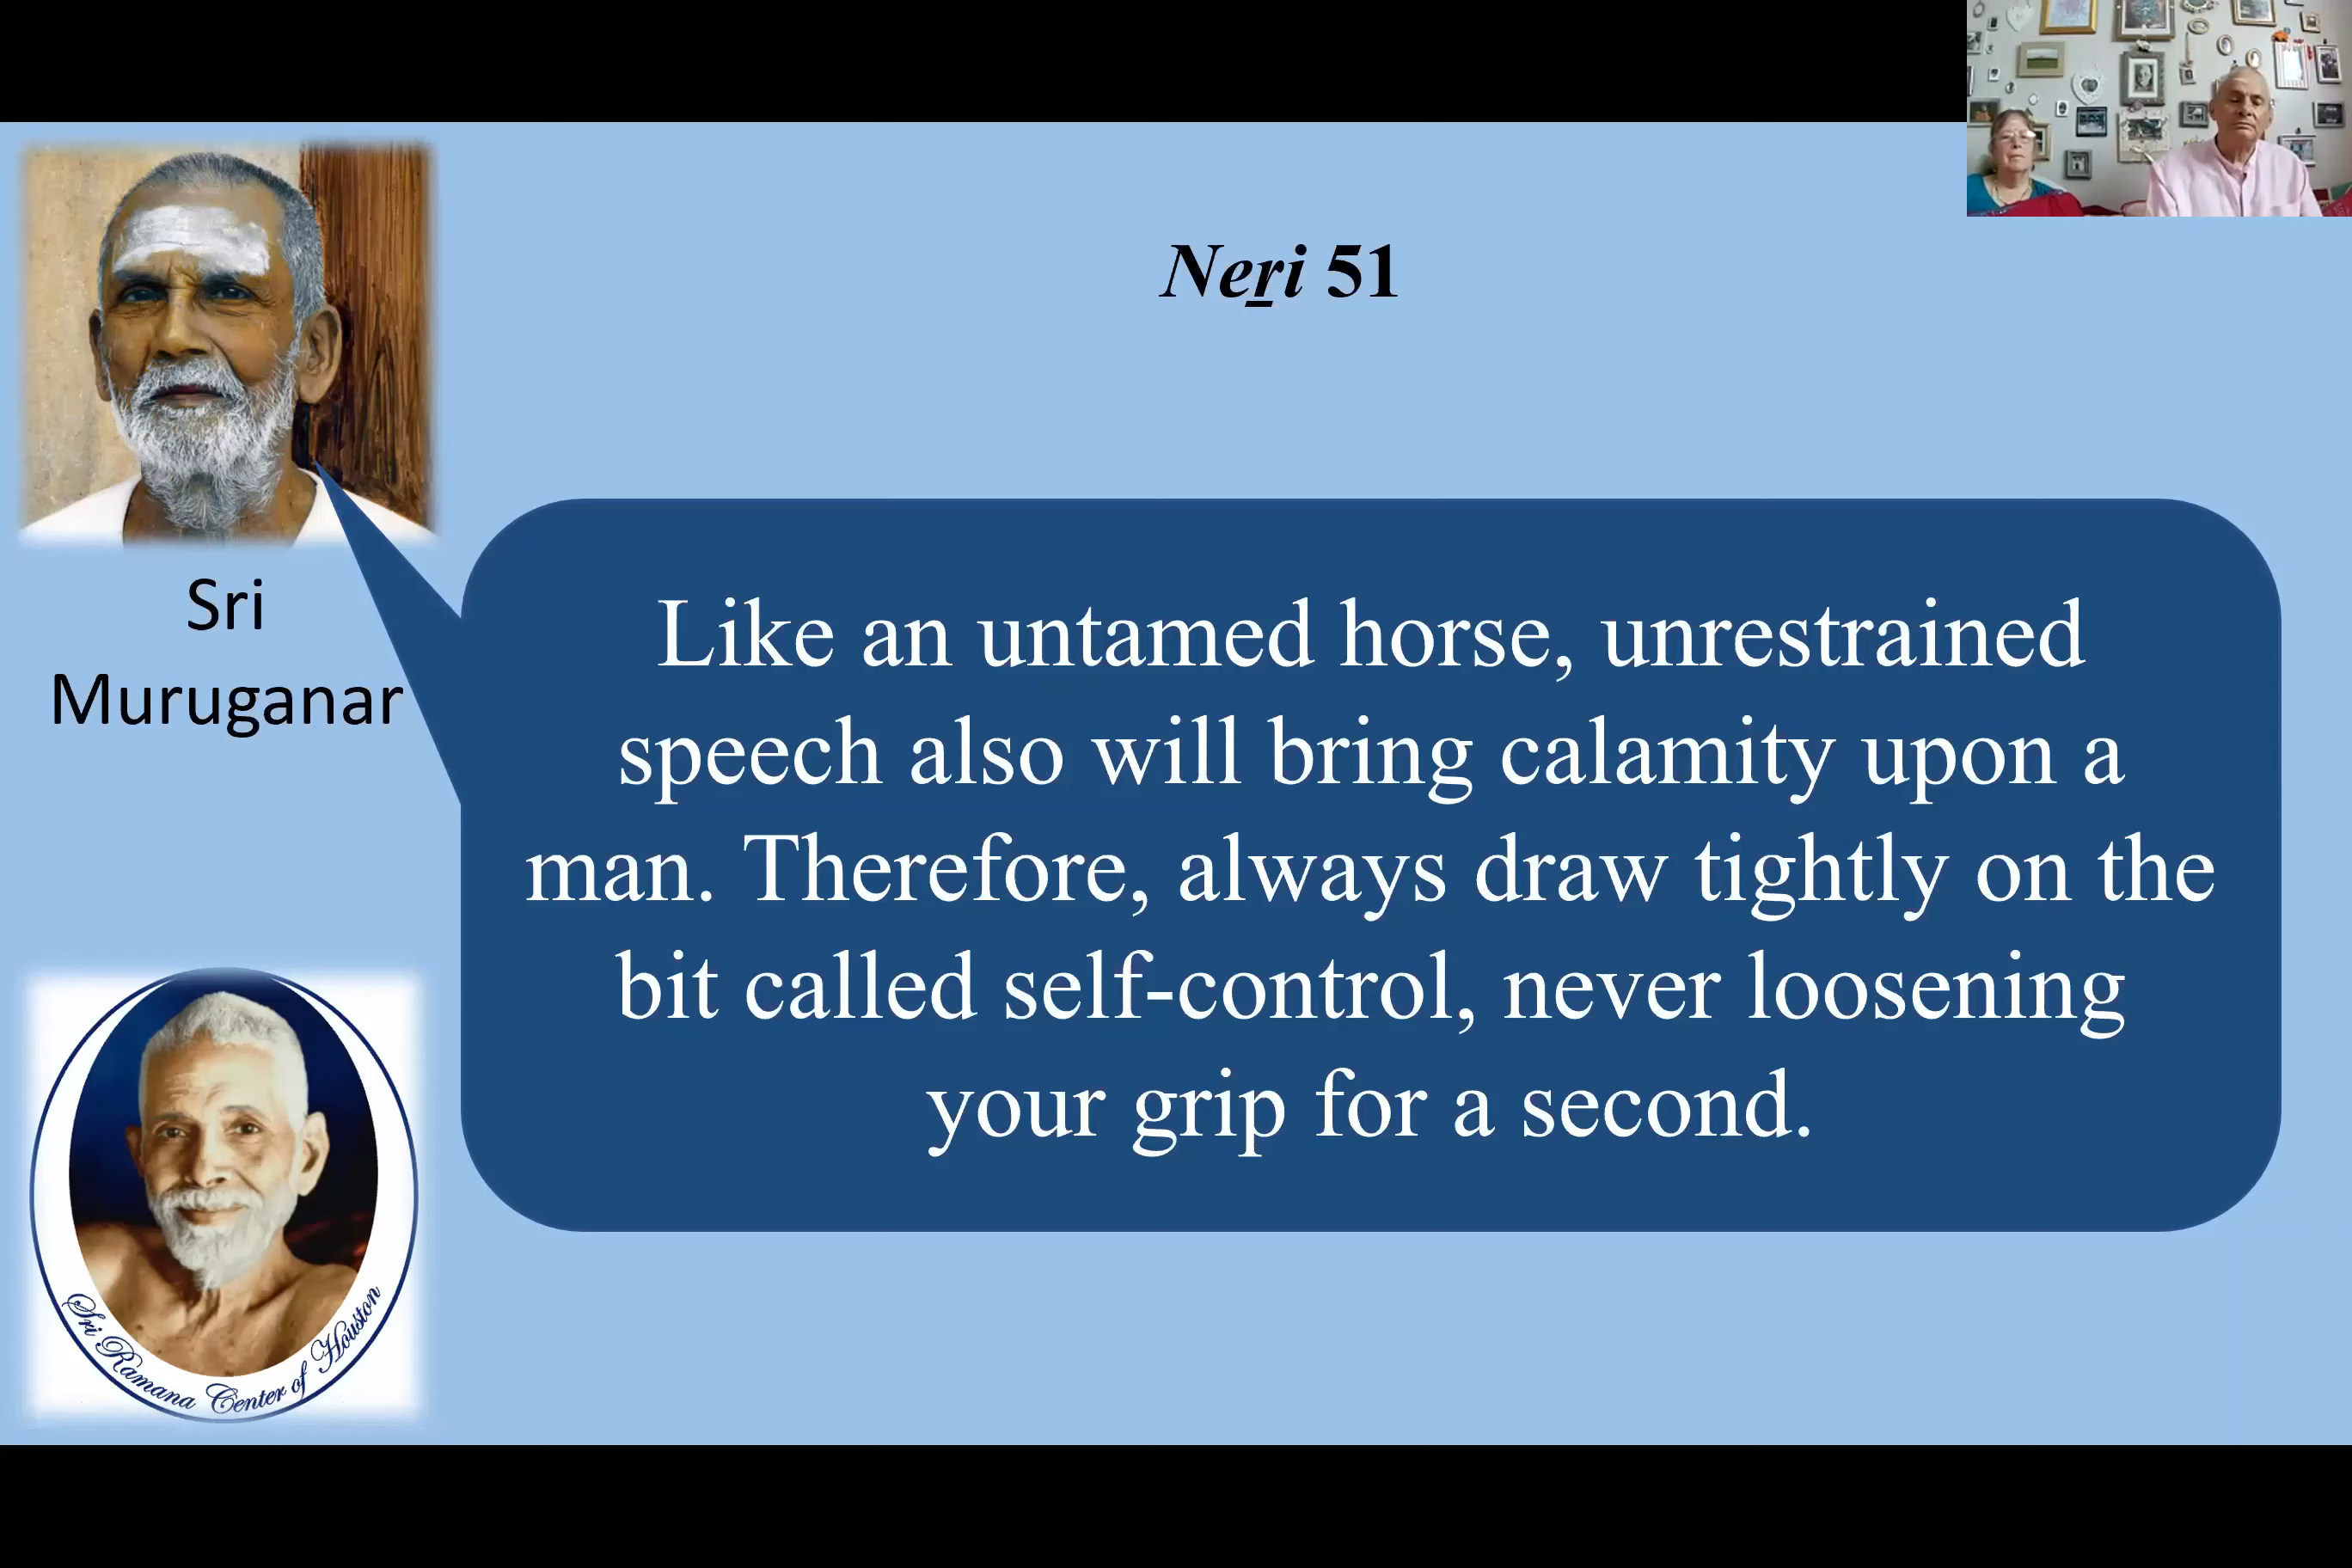 Neṟi 51
Sri
Muruganar
Like an untamed horse, unrestrained
speech also will bring calamity upon a
man. Therefore, always draw tightly on the
bit called self-control, never loosening
your grip for a second.
Sri Ramana Center of Houston